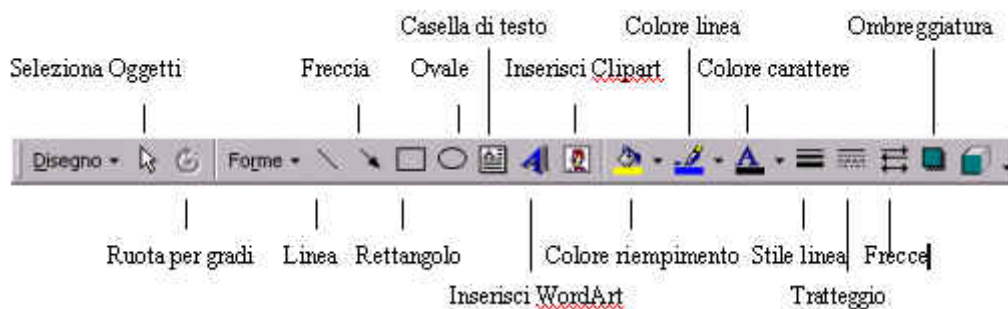 Casella di testo Colore linea Ombreggiatura
Seleziona Oggetti Freccia Ovale Inserisci Clipart Colore carattere
Disegno Forme
Ruota per gradi Linea Rettangolo Colore riempimento Stile linea Frecce
Inserisci WordArt Tratteggio